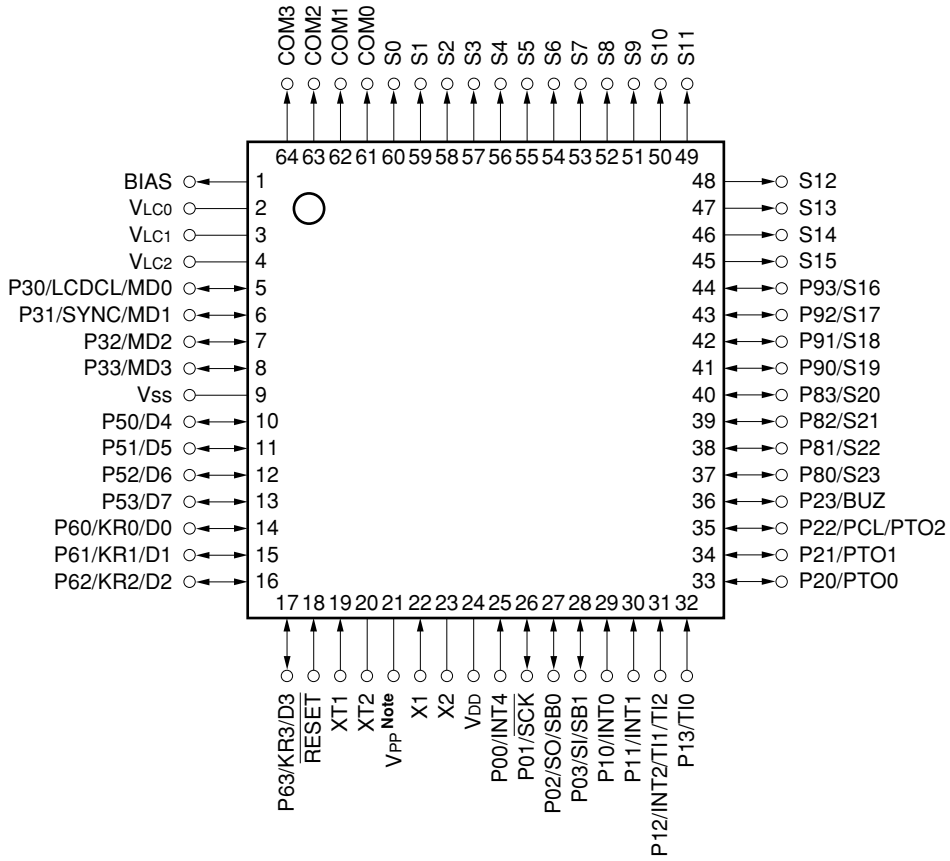 COM3
COM2
COM1
COM0
S0
S1
S2
S3
S4
S5
S6
S7
S8
S9
S10
S11
64 63 62 61 60 59 58 57 56 55 54 53 52 51 50 49
BIAS 1
VLC0 2
VLC1 3
VLC2 4
P30/LCDCL/MD0 5
P31/SYNC/MD1 6
P32/MD2 7
P33/MD3 8
Vss 9
P50/D4 10
P51/D5 11
P52/D6 12
P53/D7 13
P60/KR0/D0 14
P61/KR1/D1 15
P62/KR2/D2 16
48 S12
47 S13
46 S14
45 S15
44 P93/S16
43 P92/S17
42 P91/S18
41 P90/S19
40 P83/S20
39 P82/S21
38 P81/S22
37 P80/S23
36 P23/BUZ
35 P22/PCL/PTO2
34 P21/PTO1
33 P20/PTO0
17 18 19 20 21 22 23 24 25 26 27 28 29 30 31 32
P63/KR3/D3
RESET
XT1
XT2
VPP Note
X1
X2
VDD
P00/INT4
P01/SCK
P02/SO/SB0
P03/SI/SB1
P10/INT0
P11/INT1
P12/INT2/TI1/TI2
P13/TI0